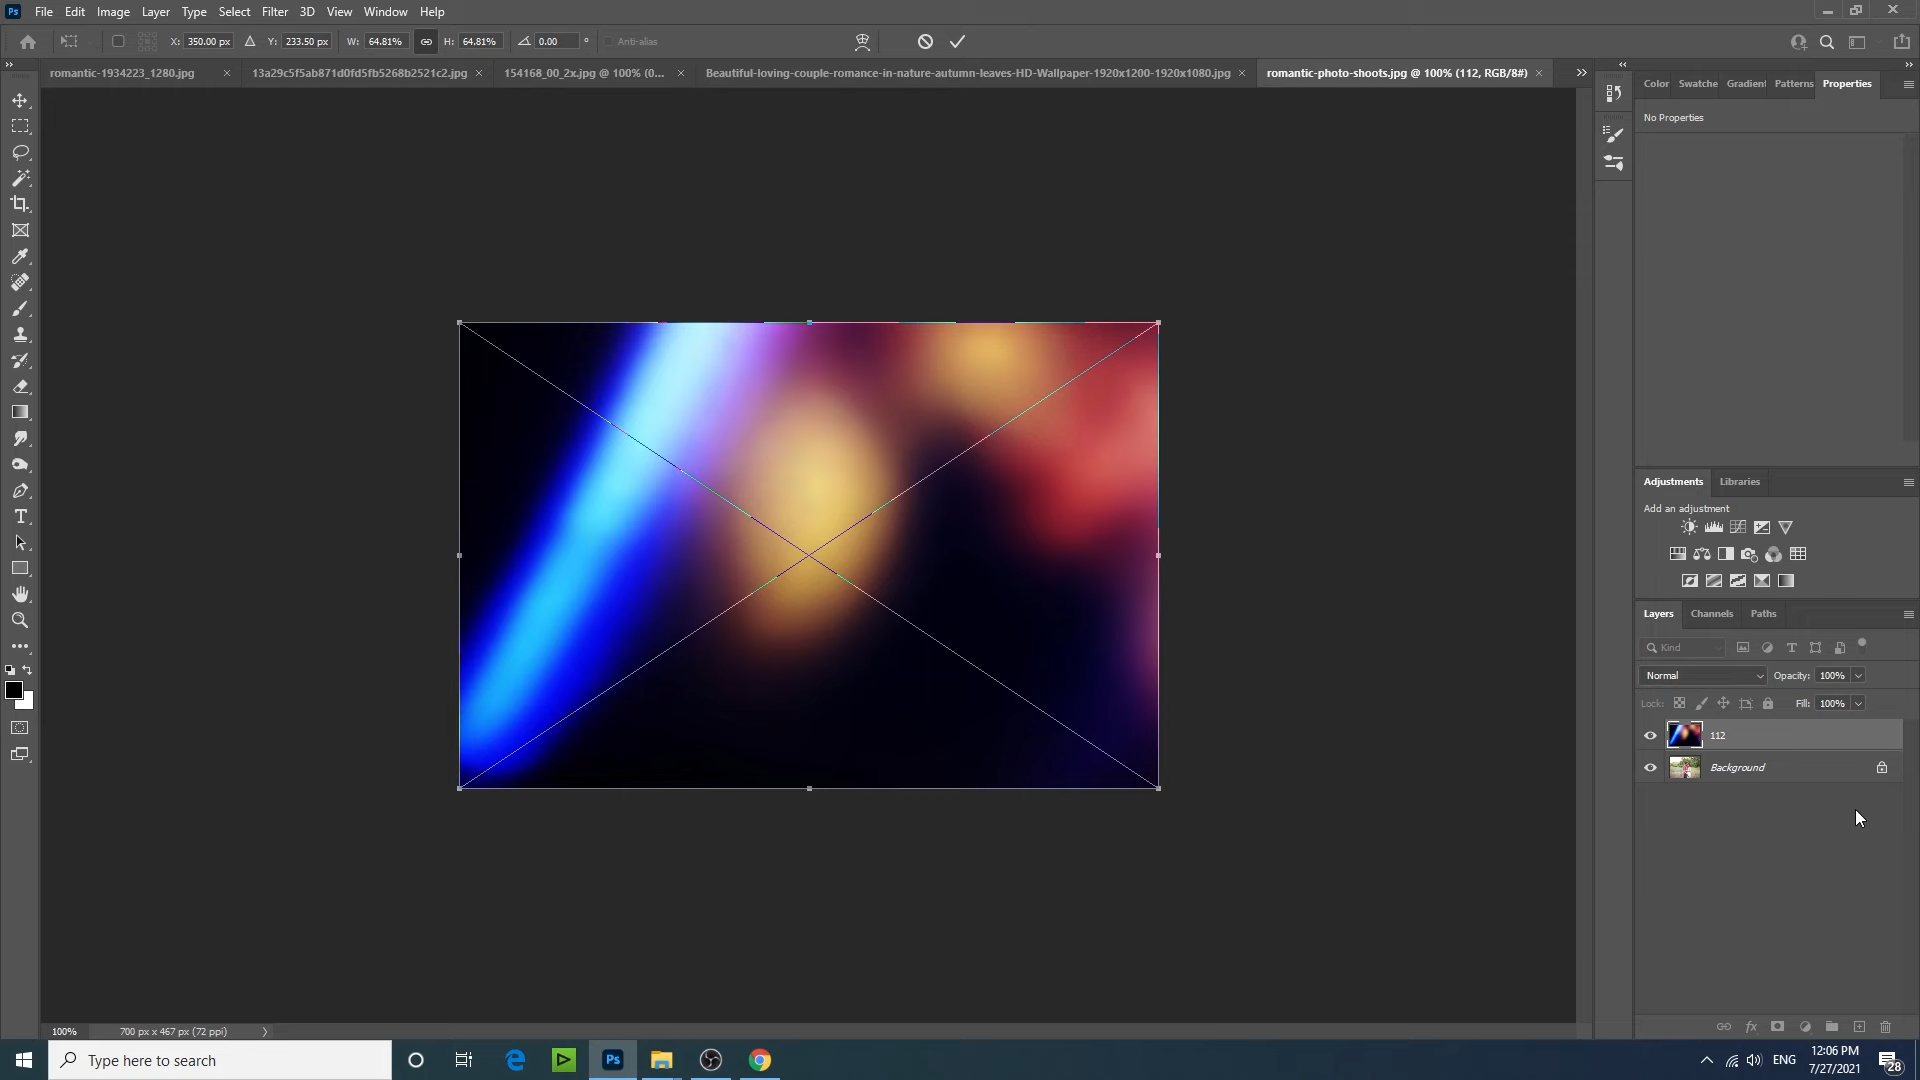 Ps File Edit Image Layer Type Select Filter 3D View Window Help
X: 350.00 px Y: 233.50 px W: 64.81% H: 64.81% 0.00 ° Anti-alias
romantic-1934223_1280.jpg 13a29c5f5ab871d0fd5fb5268b2521c2.jpg 154168_00_2x.jpg @ 100% (0... Beautiful-loving-couple-romance-in-nature-autumn-leaves-HD-Wallpaper-1920x1200-1920x1080.jpg romantic-photo-shoots.jpg @ 100% (112, RGB/8#)
Color Swatche Gradien Patterns Properties
No Properties
Adjustments Libraries
Add an adjustment
Layers Channels Paths
Kind
Normal Opacity: 100%
Lock: Fill: 100%
112
Background
100% 700 px x 467 px (72 ppi)
Type here to search
Ps
ENG
12:06 PM
7/27/2021
28